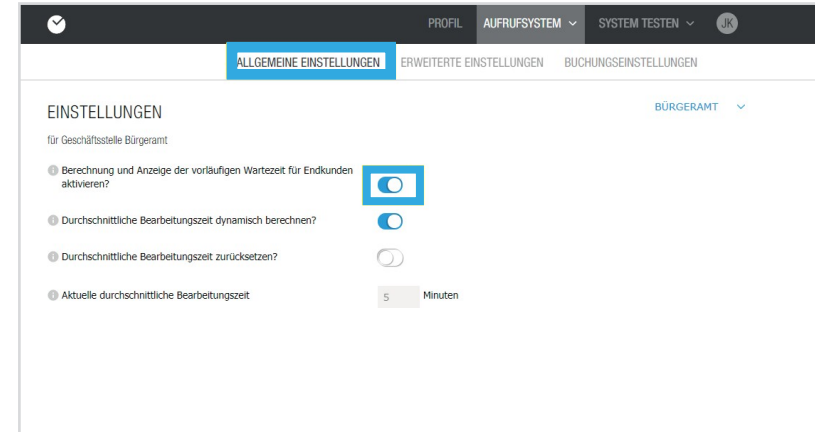 PROFIL AUFRUFSYSTEM SYSTEM TESTEN JK
ALLGEMEINE EINSTELLUNGEN ERWEITERTE EINSTELLUNGEN BUCHUNGSEINSTELLUNGEN
EINSTELLUNGEN
BÜRGERAMT
für Geschäftsstelle Bürgeramt
Berechnung und Anzeige der vorläufigen Wartezeit für Endkunden
aktivieren?
Durchschnittliche Bearbeitungszeit dynamisch berechnen?
Durchschnittliche Bearbeitungszeit zurücksetzen?
Aktuelle durchschnittliche Bearbeitungszeit 5 Minuten